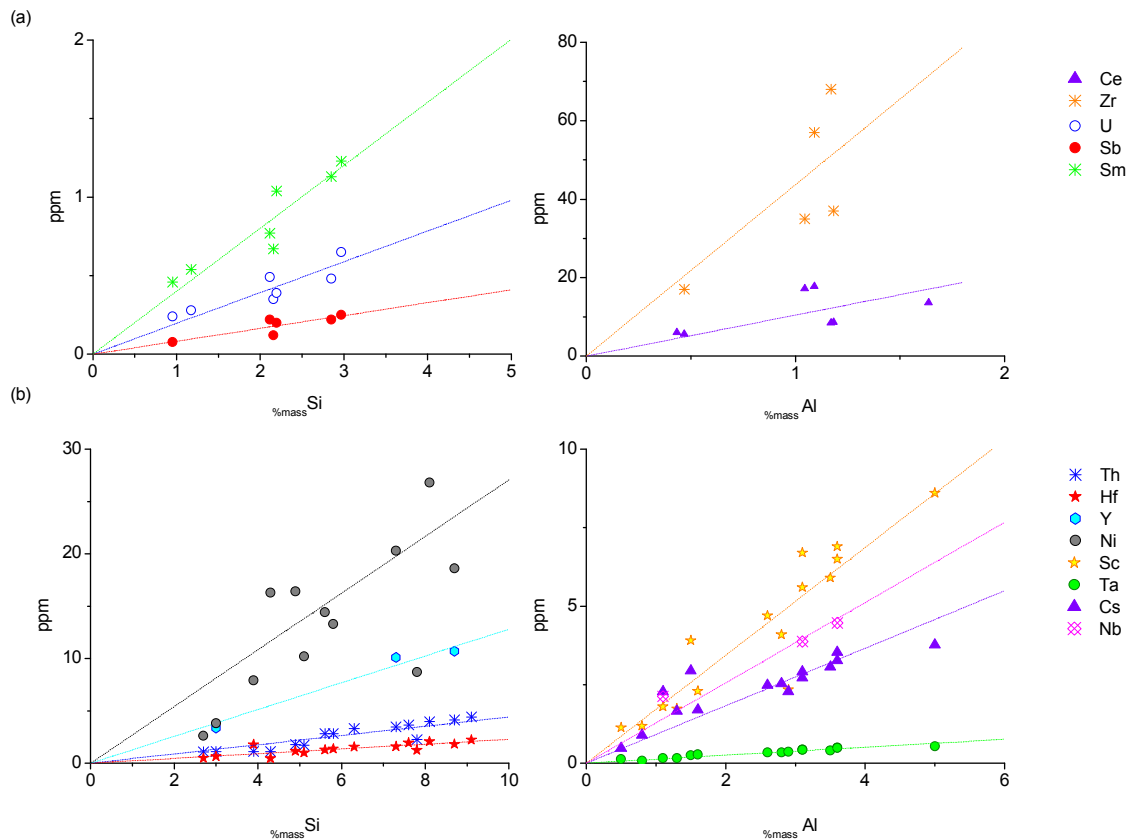 (a)
2
1
0
ppm
0 1 2 3 4 5
%mass Si
80
60
40
20
0
ppm
0 1 2
%mass Al
Ce
Zr
U
Sb
Sm
(b)
30
20
10
0
ppm
0 2 4 6 8 10
%mass Si
10
5
0
ppm
0 2 4 6
%mass Al
Th
Hf
Y
Ni
Sc
Ta
Cs
Nb